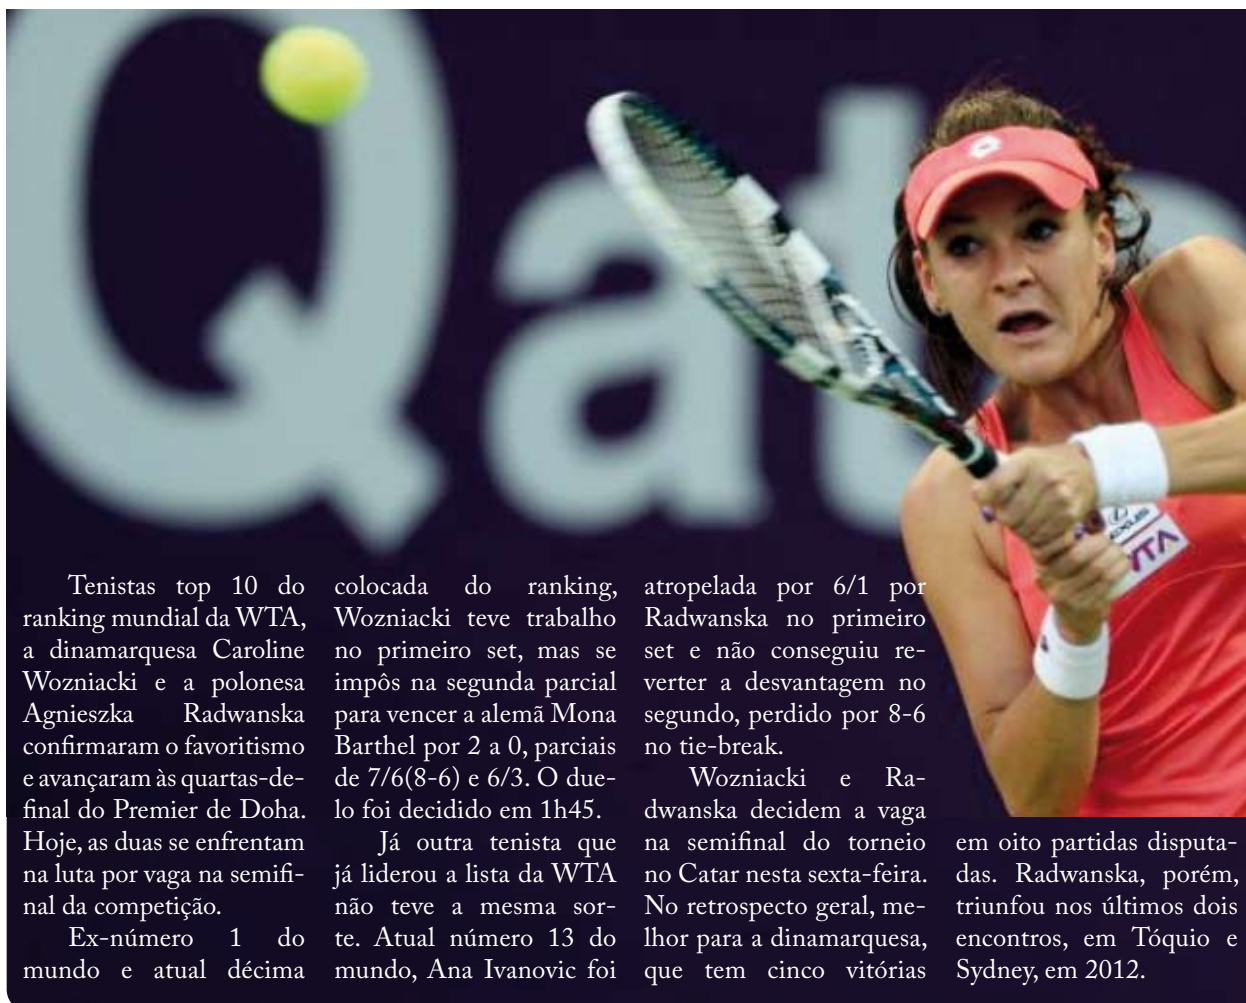 Qata
LEXUS
WTA
Tenistas top 10 do
ranking mundial da WTA,
a dinamarquesa Caroline
Wozniacki e a polonesa
Agnieszka Radwanska
confirmaram o favoritismo
e avançaram às quartas-de-
final do Premier de Doha.
Hoje, as duas se enfrentam
na luta por vaga na semifi-
nal da competição.
Ex-número 1 do
mundo e atual décima
colocada do ranking,
Wozniacki teve trabalho
no primeiro set, mas se
impôs na segunda parcial
para vencer a alemã Mona
Barthel por 2 a 0, parciais
de 7/6(8-6) e 6/3. O due-
lo foi decidido em 1h45.
Já outra tenista que
já liderou a lista da WTA
não teve a mesma sor-
te. Atual número 13 do
mundo, Ana Ivanovic foi
atropelada por 6/1 por
Radwanska no primeiro
set e não conseguiu re-
verter a desvantagem no
segundo, perdido por 8-6
no tie-break.
Wozniacki e Ra-
dwanska decidem a vaga
na semifinal do torneio
no Catar nesta sexta-feira.
No retrospecto geral, me-
lhor para a dinamarquesa,
que tem cinco vitórias
em oito partidas disputa-
das. Radwanska, porém,
triunfou nos últimos dois
encontros, em Tóquio e
Sydney, em 2012.